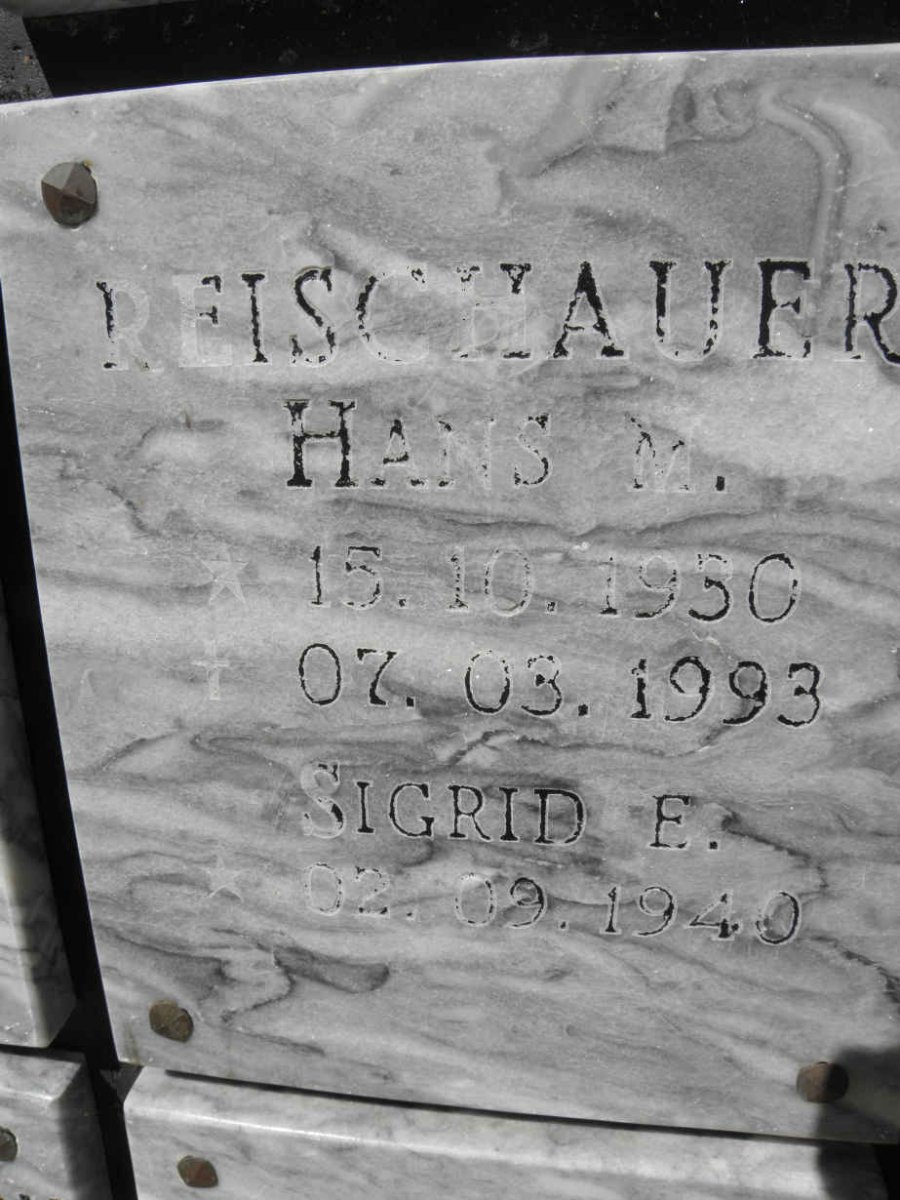 REISCHAUER
HANS M.
★ 15. 10. 1930
† 07. 03. 1993
SIGRID E.
★ 02. 09. 1940